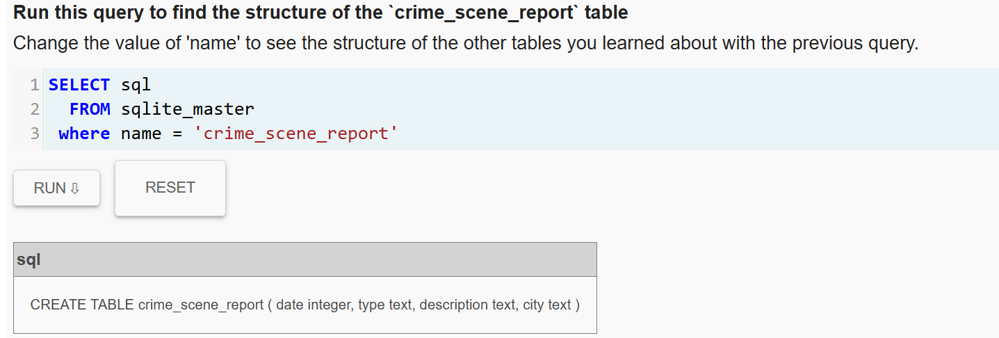 Run this query to find the structure of the `crime_scene_report` table
Change the value of 'name' to see the structure of the other tables you learned about with the previous query.
1 SELECT sql
2   FROM sqlite_master
3  where name = 'crime_scene_report'
RUN ⇩ RESET
sql
CREATE TABLE crime_scene_report ( date integer, type text, description text, city text )